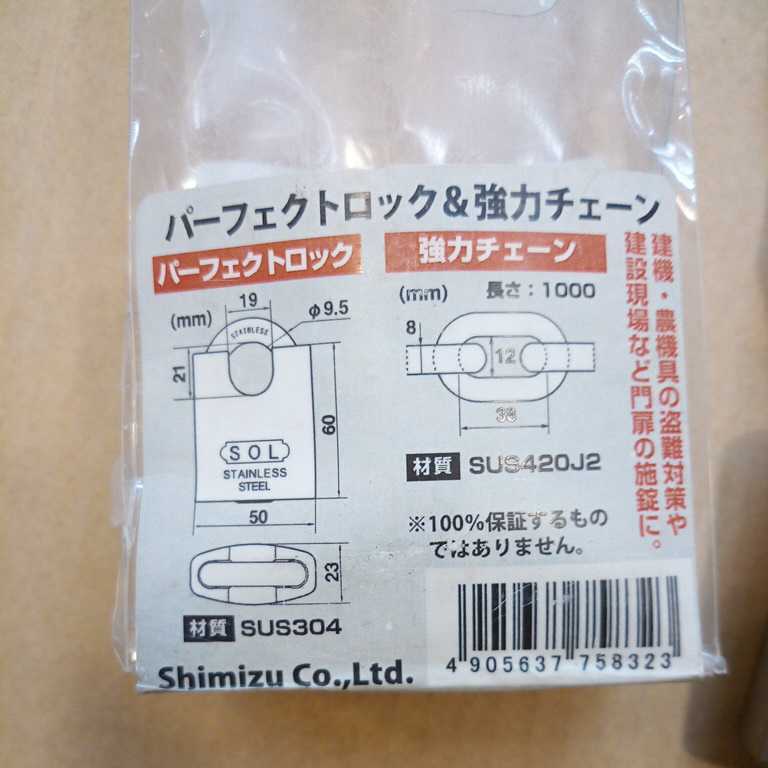 パーフェクトロック&強力チェーン
パーフェクトロック
(mm)
19
φ9.5
STAINLESS
21
60
SOL
STAINLESS
STEEL
50
23
材質 SUS304
強力チェーン
(mm) 長さ:1000
8
12
38
材質 SUS420J2
※100%保証するもの
ではありません。
建機・農機具の盗難対策や
建設現場など門扉の施錠に。
Shimizu Co.,Ltd.
4 905637 758323